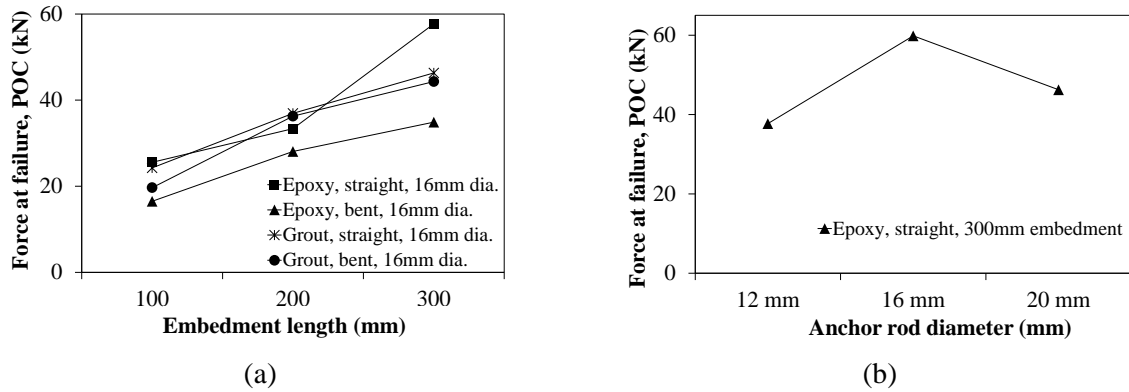 Force at failure, POC (kN)
60
40
20
0
100
200
300
Embedment length (mm)
Epoxy, straight, 16mm dia.
Epoxy, bent, 16mm dia.
Grout, straight, 16mm dia.
Grout, bent, 16mm dia.
(a)
Force at failure, POC (kN)
60
40
20
0
12 mm
16 mm
20 mm
Anchor rod diameter (mm)
Epoxy, straight, 300mm embedment
(b)